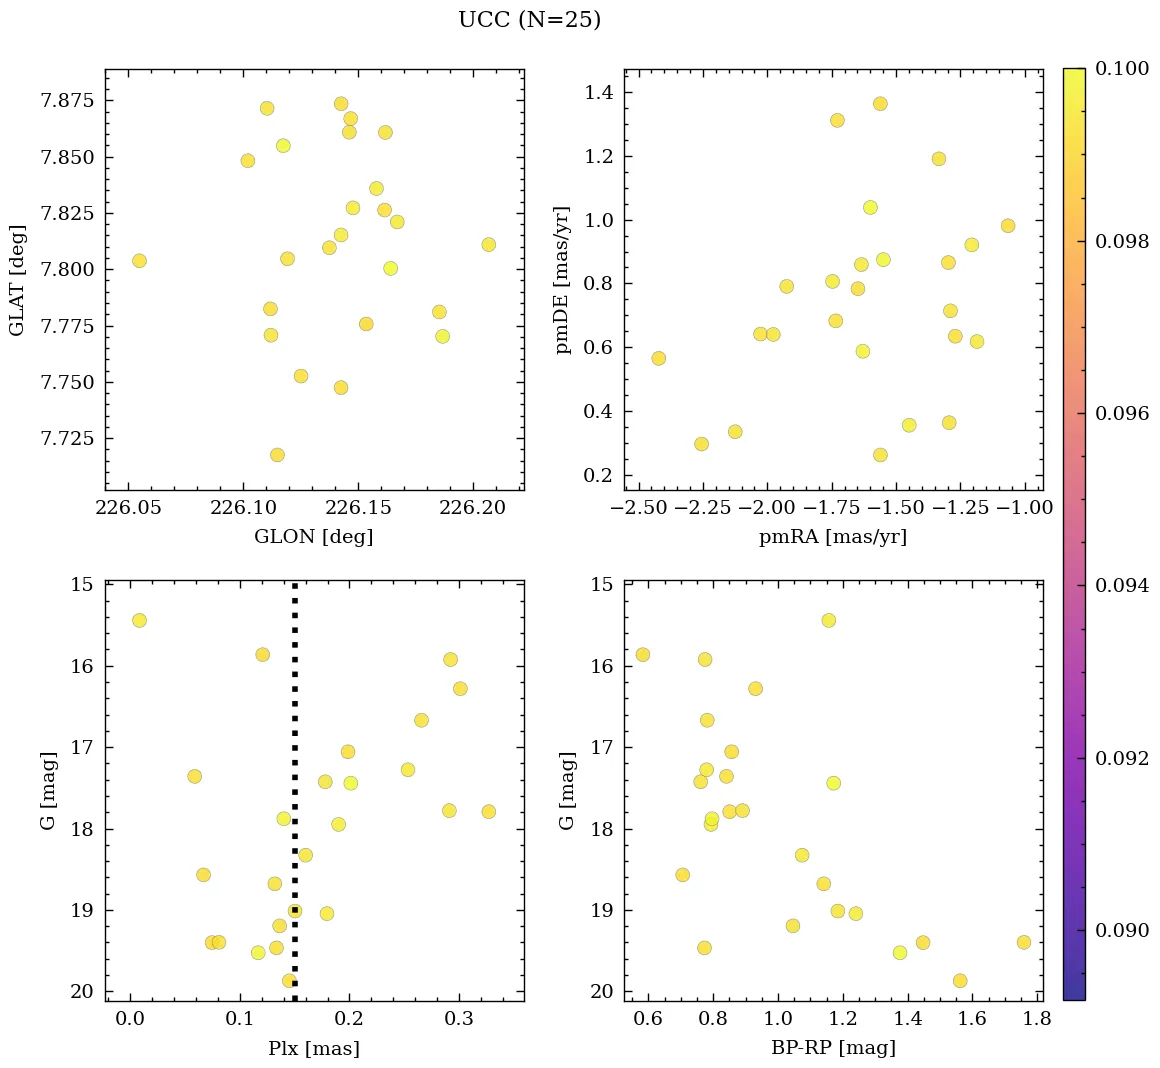 UCC (N=25)
7.875
7.850
7.825
7.800
7.775
7.750
7.725
GLAT [deg]
226.05 226.10 226.15 226.20
GLON [deg]
1.4
1.2
1.0
0.8
0.6
0.4
0.2
pmDE [mas/yr]
−2.50 −2.25 −2.00 −1.75 −1.50 −1.25 −1.00
pmRA [mas/yr]
15
16
17
18
19
20
G [mag]
0.0 0.1 0.2 0.3
Plx [mas]
15
16
17
18
19
20
G [mag]
0.6 0.8 1.0 1.2 1.4 1.6 1.8
BP-RP [mag]
0.100
0.098
0.096
0.094
0.092
0.090